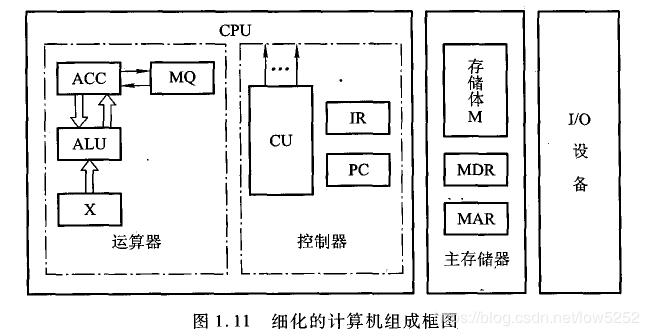 CPU
ACC
MQ
ALU
X
运算器
CU
IR
PC
控制器
存储体
M
MDR
MAR
主存储器
I/O
设备
图 1.11 细化的计算机组成框图
https://blog.csdn.net/low5252